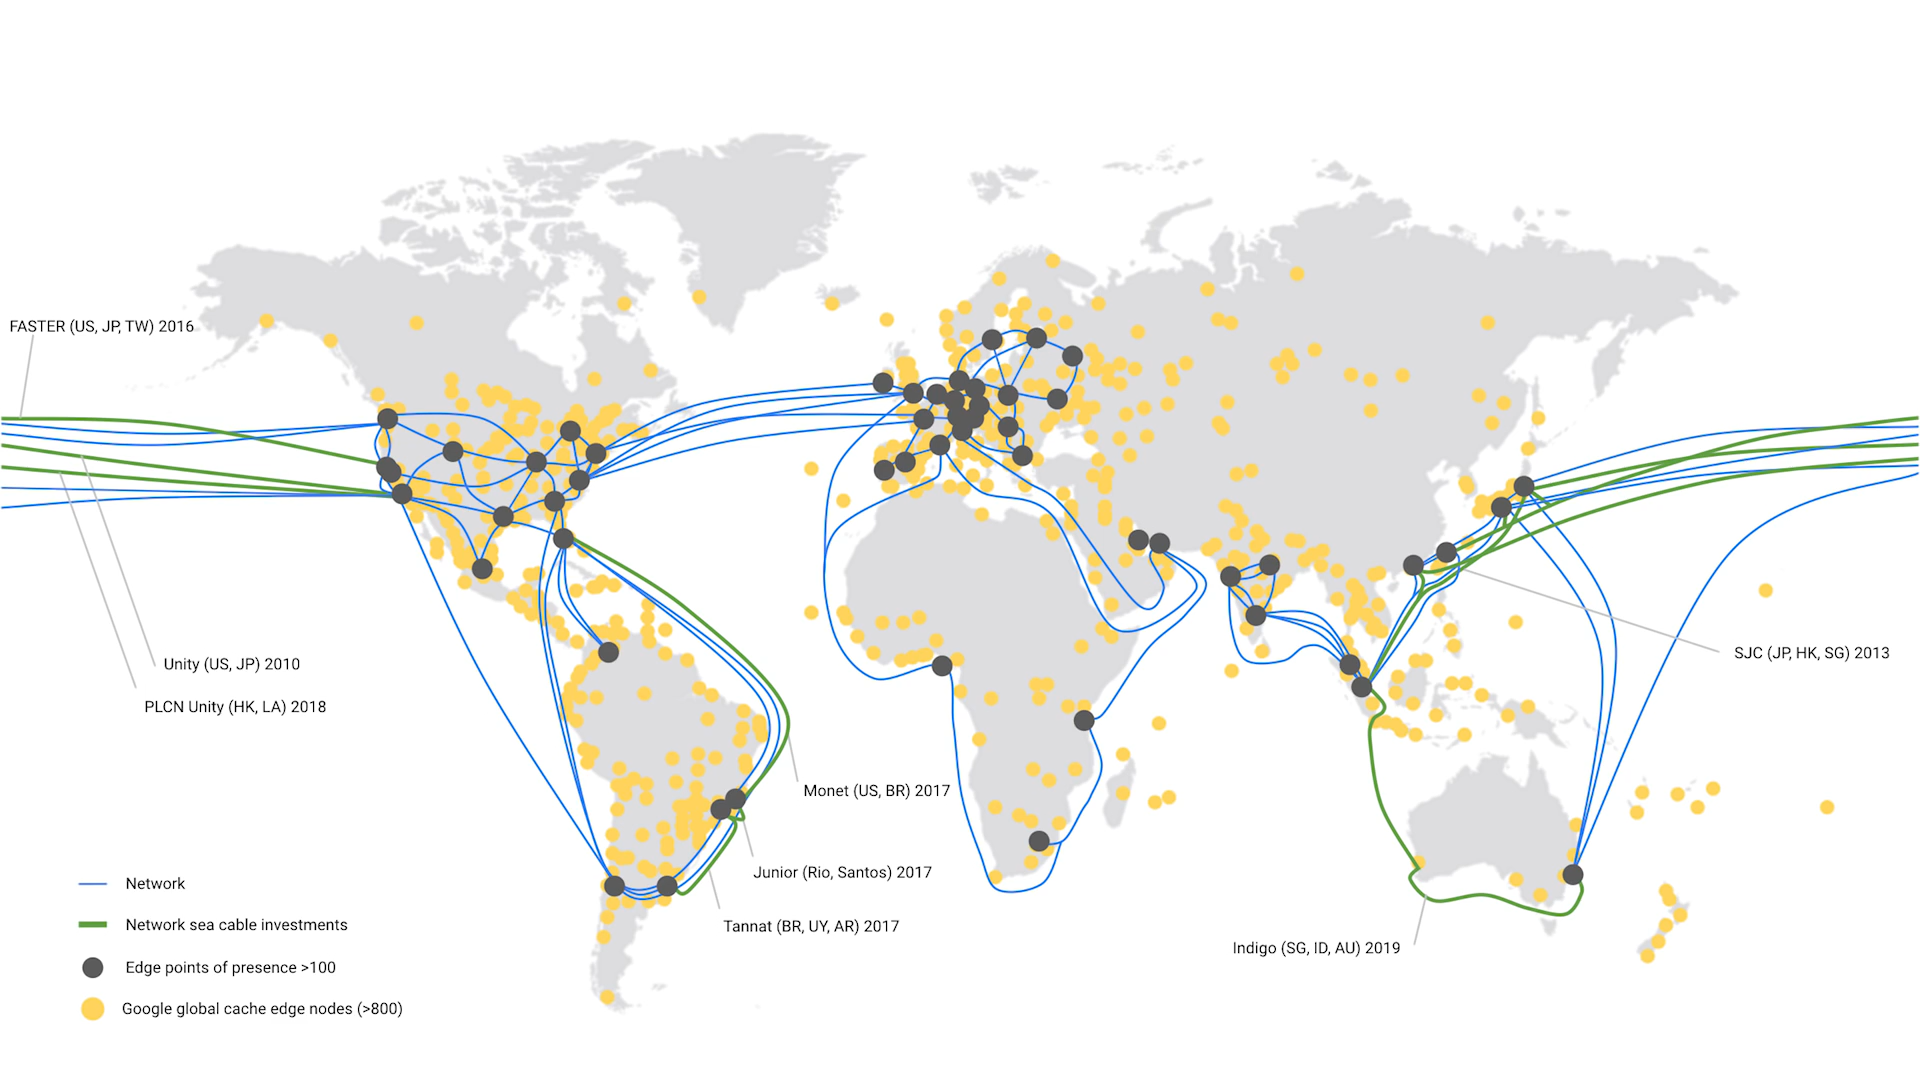 FASTER (US, JP, TW) 2016
Unity (US, JP) 2010
PLCN Unity (HK, LA) 2018
SJC (JP, HK, SG) 2013
Monet (US, BR) 2017
Junior (Rio, Santos) 2017
Tannat (BR, UY, AR) 2017
Indigo (SG, ID, AU) 2019
Network
Network sea cable investments
Edge points of presence >100
Google global cache edge nodes (>800)